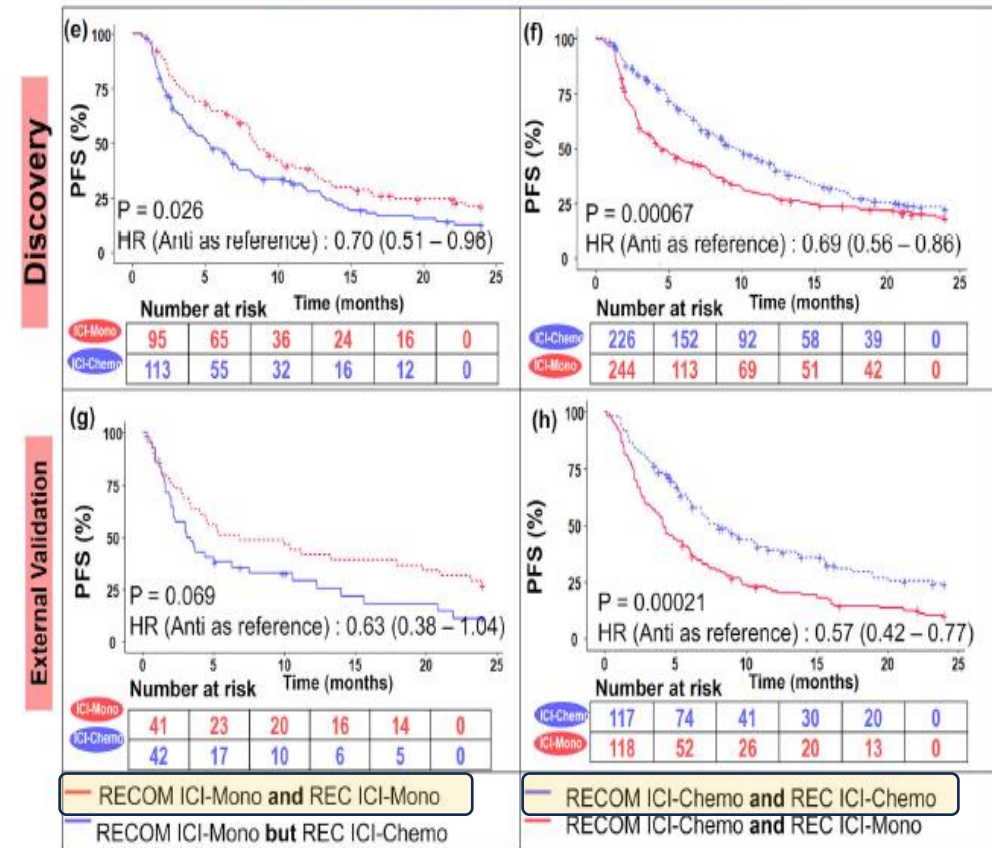 Discovery
(e)
PFS (%)
100
75
50
25
0
P = 0.026
HR (Anti as reference) : 0.70 (0.51 – 0.96)
0 5 10 15 20 25
Number at risk Time (months)
ICI-Mono 95 65 36 24 16 0
ICI-Chemo 113 55 32 16 12 0
(f)
PFS (%)
100
75
50
25
0
P = 0.00067
HR (Anti as reference) : 0.69 (0.56 – 0.86)
0 5 10 15 20 25
Number at risk Time (months)
ICI-Chemo 226 152 92 58 39 0
ICI-Mono 244 113 69 51 42 0
External Validation
(g)
PFS (%)
100
75
50
25
0
P = 0.069
HR (Anti as reference) : 0.63 (0.38 – 1.04)
0 5 10 15 20 25
Number at risk Time (months)
ICI-Mono 41 23 20 16 14 0
ICI-Chemo 42 17 10 6 5 0
(h)
PFS (%)
100
75
50
25
0
P = 0.00021
HR (Anti as reference) : 0.57 (0.42 – 0.77)
0 5 10 15 20 25
Number at risk Time (months)
ICI-Chemo 117 74 41 30 20 0
ICI-Mono 118 52 26 20 13 0
RECOM ICI-Mono and REC ICI-Mono
RECOM ICI-Mono but REC ICI-Chemo
RECOM ICI-Chemo and REC ICI-Chemo
RECOM ICI-Chemo and REC ICI-Mono